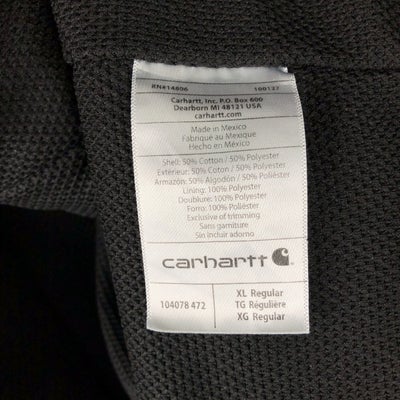 RN#14806 100127
Carhartt, Inc. P.O. Box 600
Dearborn MI 48121 USA
carhartt.com
Made in Mexico
Fabriqué au Mexique
Hecho en México
Shell: 50% Cotton / 50% Polyester
Extérieur: 50% Coton / 50% Polyester
Armazón: 50% Algodón / 50% Poliéster
Lining: 100% Polyester
Doublure: 100% Polyester
Forro: 100% Poliéster
Exclusive of trimming
Sans garniture
Sin incluir adorno
carhartt
104078 472
XL Regular
TG Régulière
XG Regular